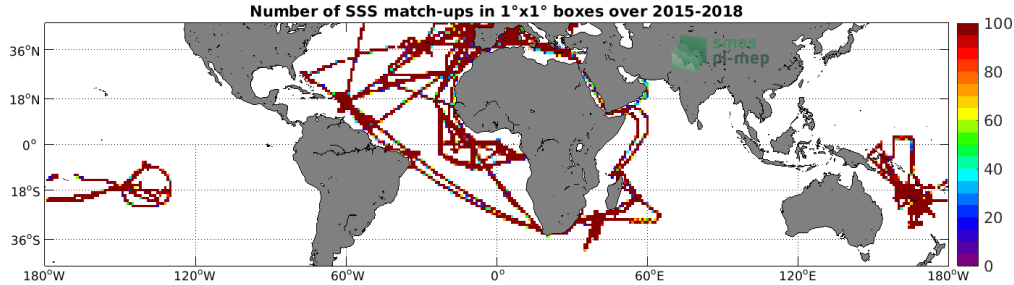 Number of SSS match-ups in 1°x1° boxes over 2015-2018
36°N
18°N
0°
18°S
36°S
180°W
120°W
60°W
0°
60°E
120°E
180°W
100
80
60
40
20
0
smos
pi-mep